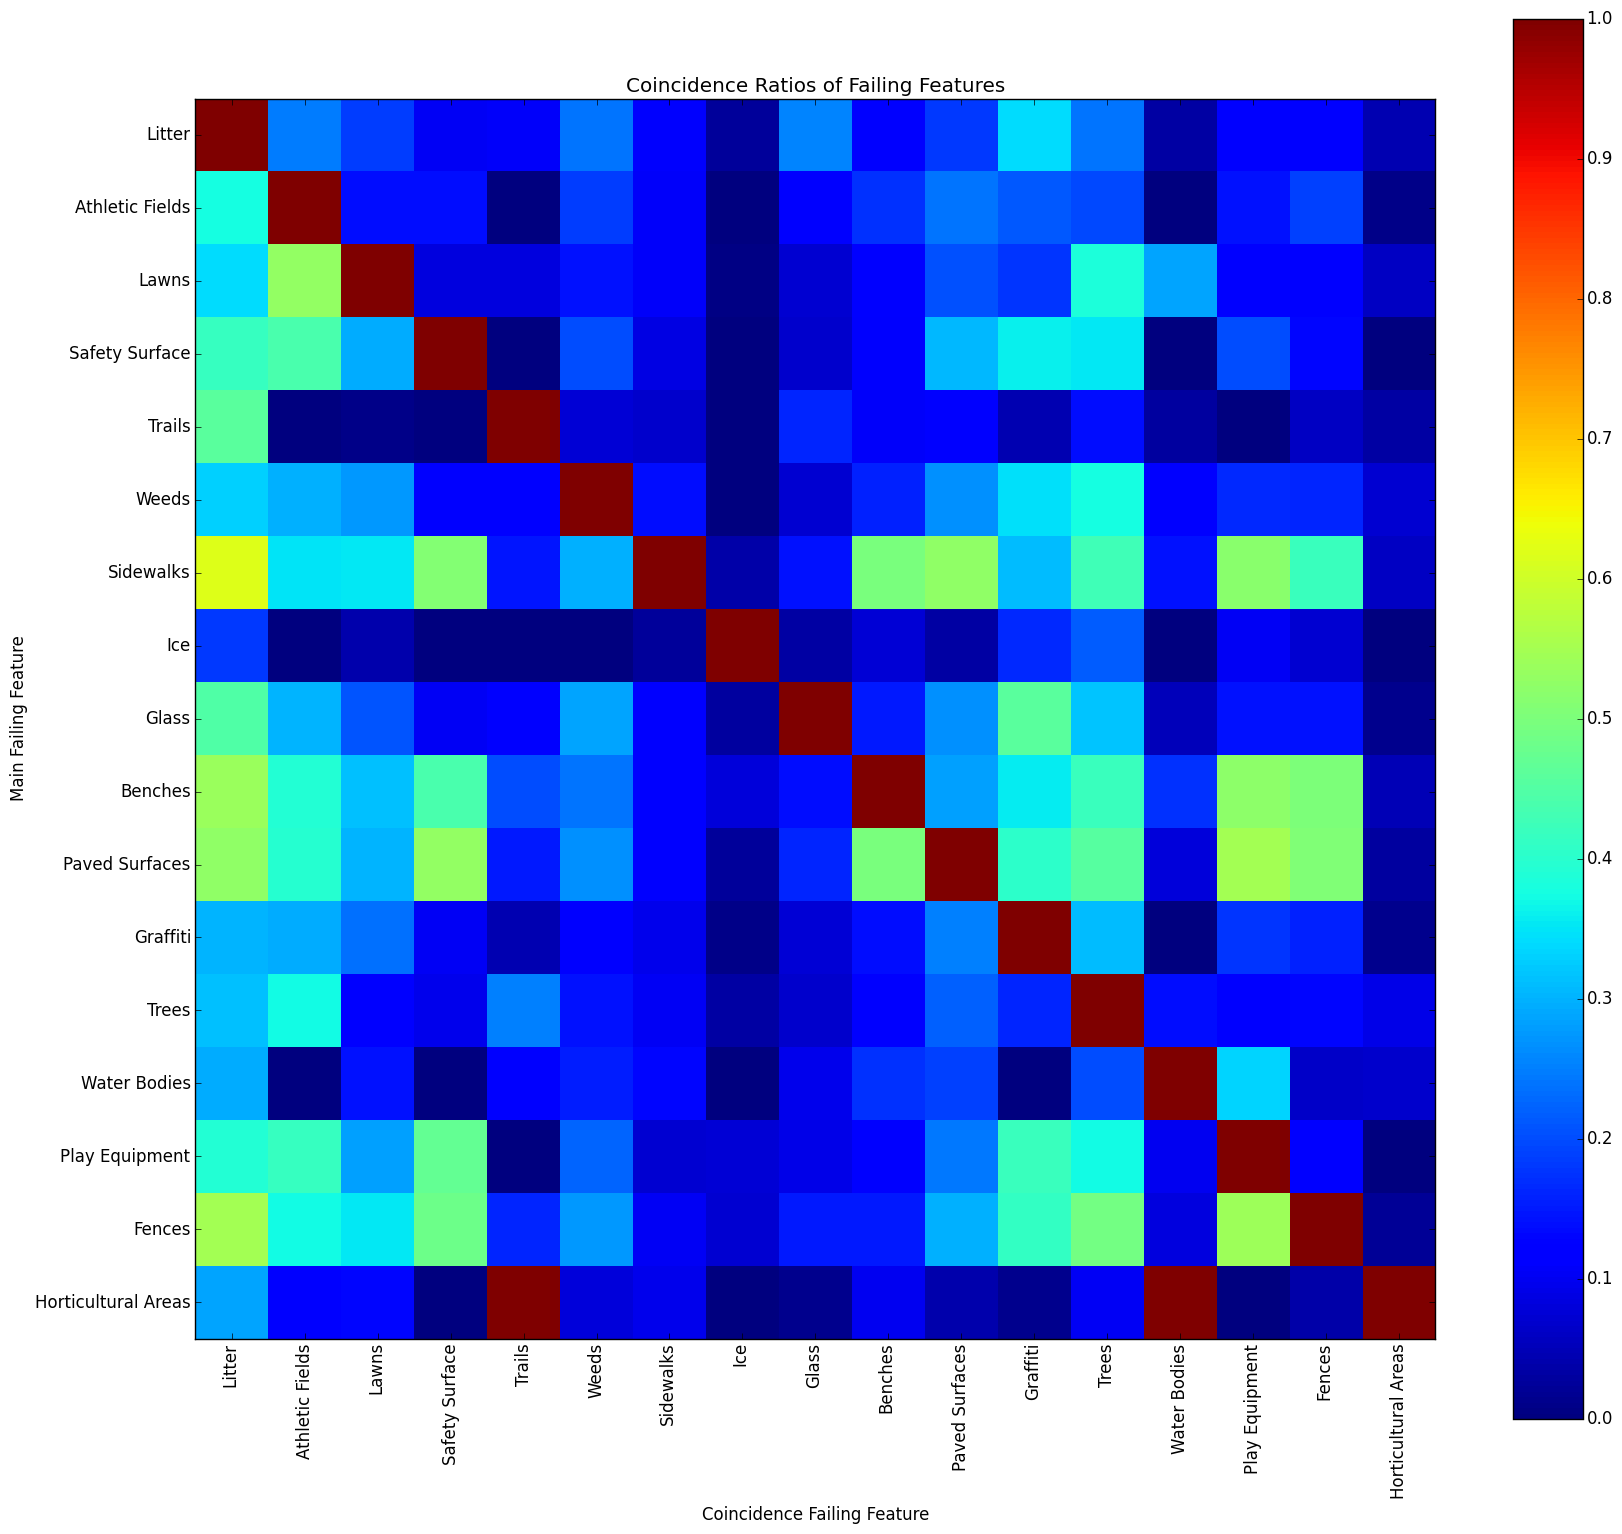 Coincidence Ratios of Failing Features
Main Failing Feature
Litter
Athletic Fields
Lawns
Safety Surface
Trails
Weeds
Sidewalks
Ice
Glass
Benches
Paved Surfaces
Graffiti
Trees
Water Bodies
Play Equipment
Fences
Horticultural Areas
Litter
Athletic Fields
Lawns
Safety Surface
Trails
Weeds
Sidewalks
Ice
Glass
Benches
Paved Surfaces
Graffiti
Trees
Water Bodies
Play Equipment
Fences
Horticultural Areas
Coincidence Failing Feature
1.0
0.9
0.8
0.7
0.6
0.5
0.4
0.3
0.2
0.1
0.0